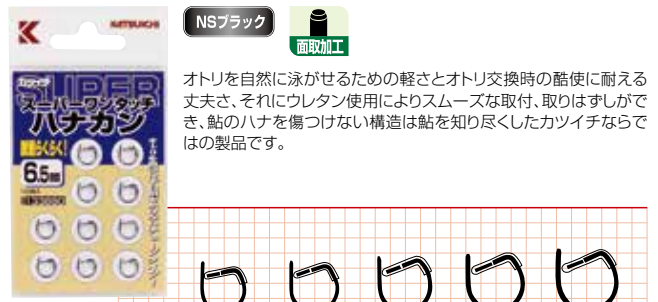 NSブラック
面取加工
オトリを自然に泳がせるための軽さとオトリ交換時の酷使に耐える
丈夫さ、それにウレタン使用によりスムーズな取付、取りはずしがで
き、鮎のハナを傷つけない構造は鮎を知り尽くしたカツイチならで
はの製品です。
K
KATSUICHI
SUPER
スーパーワンタッチ
ハナカン
らくらく!
6.5